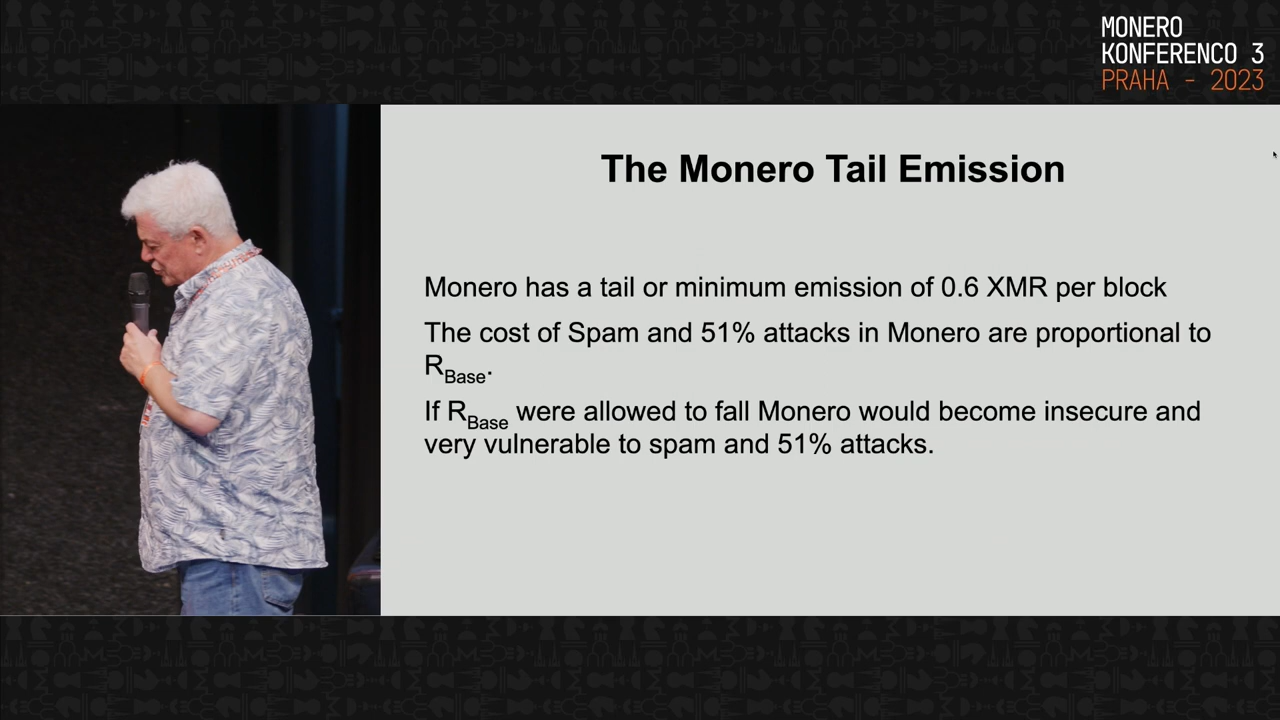 MONERO
KONFERENCO 3
PRAHA - 2023
The Monero Tail Emission
Monero has a tail or minimum emission of 0.6 XMR per block
The cost of Spam and 51% attacks in Monero are proportional to
R_Base.
If R_Base were allowed to fall Monero would become insecure and
very vulnerable to spam and 51% attacks.